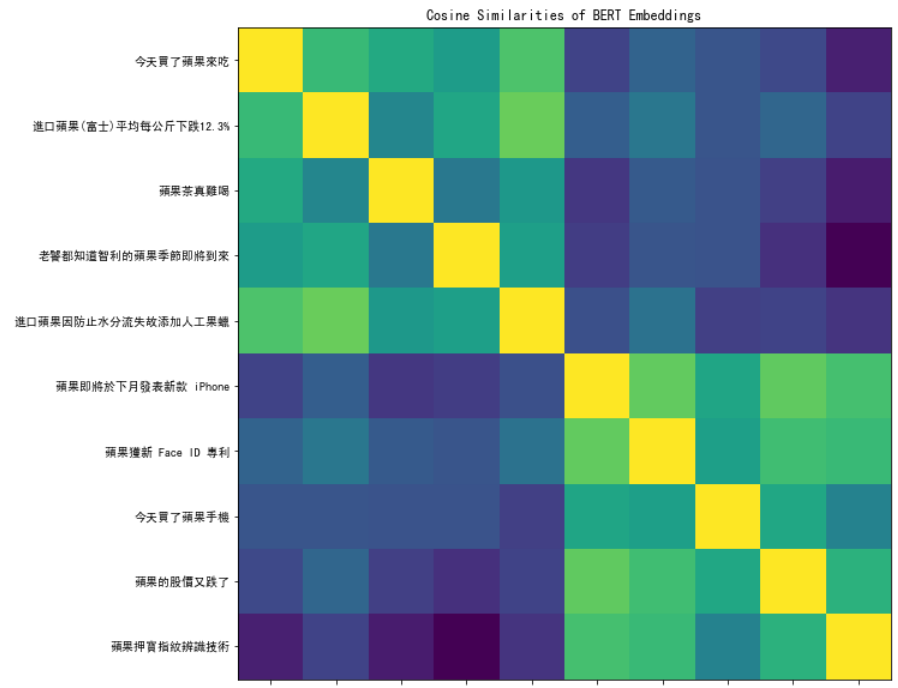 Cosine Similarities of BERT Embeddings
今天買了蘋果來吃
進口蘋果(富士)平均每公斤下跌12.3%
蘋果茶真難喝
老饕都知道智利的蘋果季節即將到來
進口蘋果因防止水分流失故添加人工果蠟
蘋果即將於下月發表新款 iPhone
蘋果獲新 Face ID 專利
今天買了蘋果手機
蘋果的股價又跌了
蘋果押寶指紋辨識技術